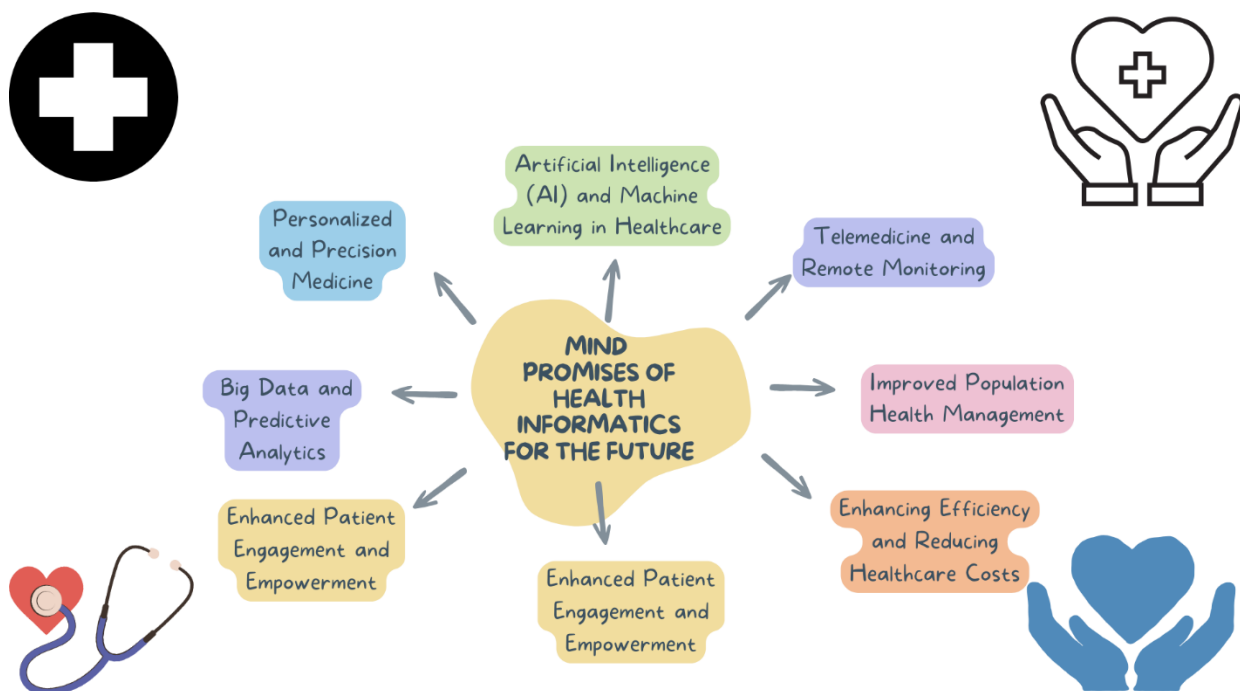 Artificial Intelligence
(AI) and Machine
Learning in Healthcare
Personalized
and Precision
Medicine
Telemedicine and
Remote Monitoring
MIND
PROMISES OF
HEALTH
INFORMATICS
FOR THE FUTURE
Big Data and
Predictive
Analytics
Improved Population
Health Management
Enhanced Patient
Engagement and
Empowerment
Enhancing Efficiency
and Reducing
Healthcare Costs
Enhanced Patient
Engagement and
Empowerment